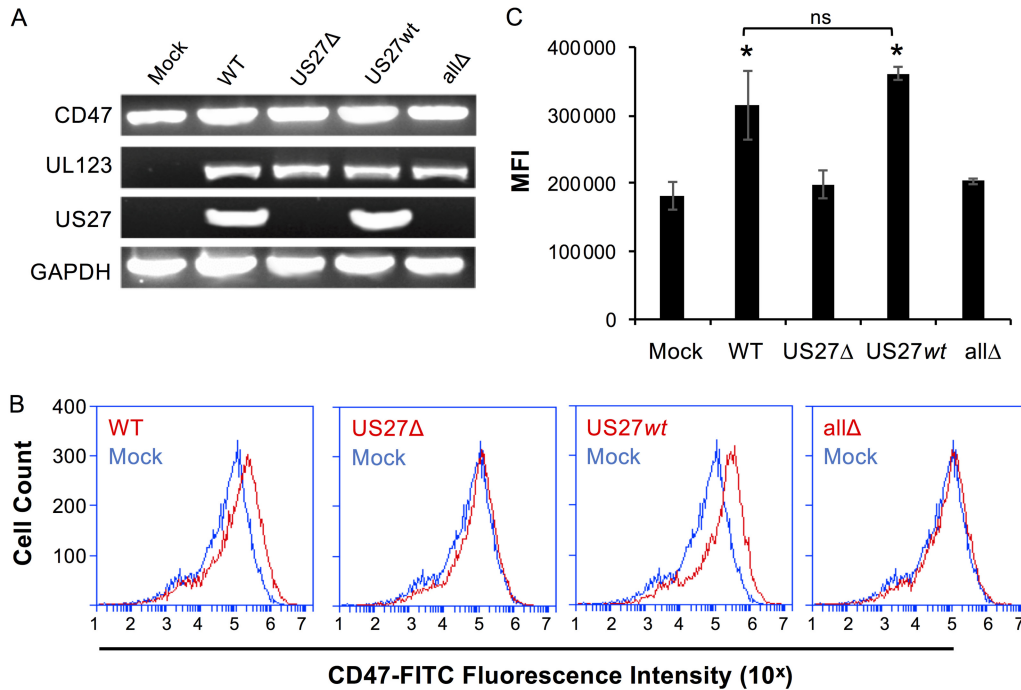 A
Mock WT US27Δ US27wt allΔ
CD47
UL123
US27
GAPDH
C
ns
* *
400000
300000
200000
100000
0
MFI
Mock WT US27Δ US27wt allΔ
B
400
300
200
100
Cell Count
WT
Mock
US27Δ
Mock
US27wt
Mock
allΔ
Mock
1 2 3 4 5 6 7
1 2 3 4 5 6 7
1 2 3 4 5 6 7
1 2 3 4 5 6 7
CD47-FITC Fluorescence Intensity (10ˣ)